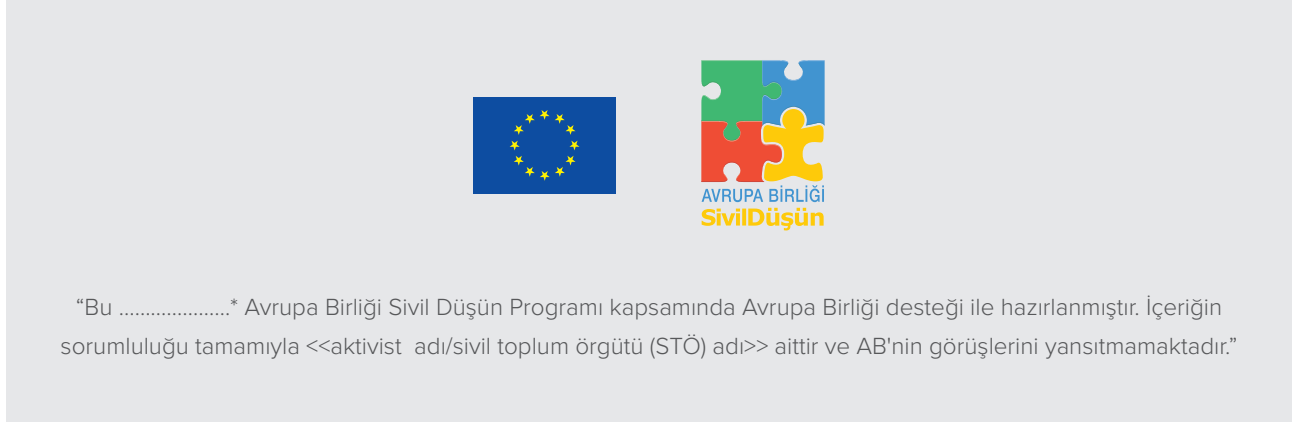 AVRUPA BİRLİĞİ
SivilDüşün
“Bu .....................* Avrupa Birliği Sivil Düşün Programı kapsamında Avrupa Birliği desteği ile hazırlanmıştır. İçeriğin
sorumluluğu tamamıyla <<aktivist  adı/sivil toplum örgütü (STÖ) adı>> aittir ve AB'nin görüşlerini yansıtmamaktadır.”